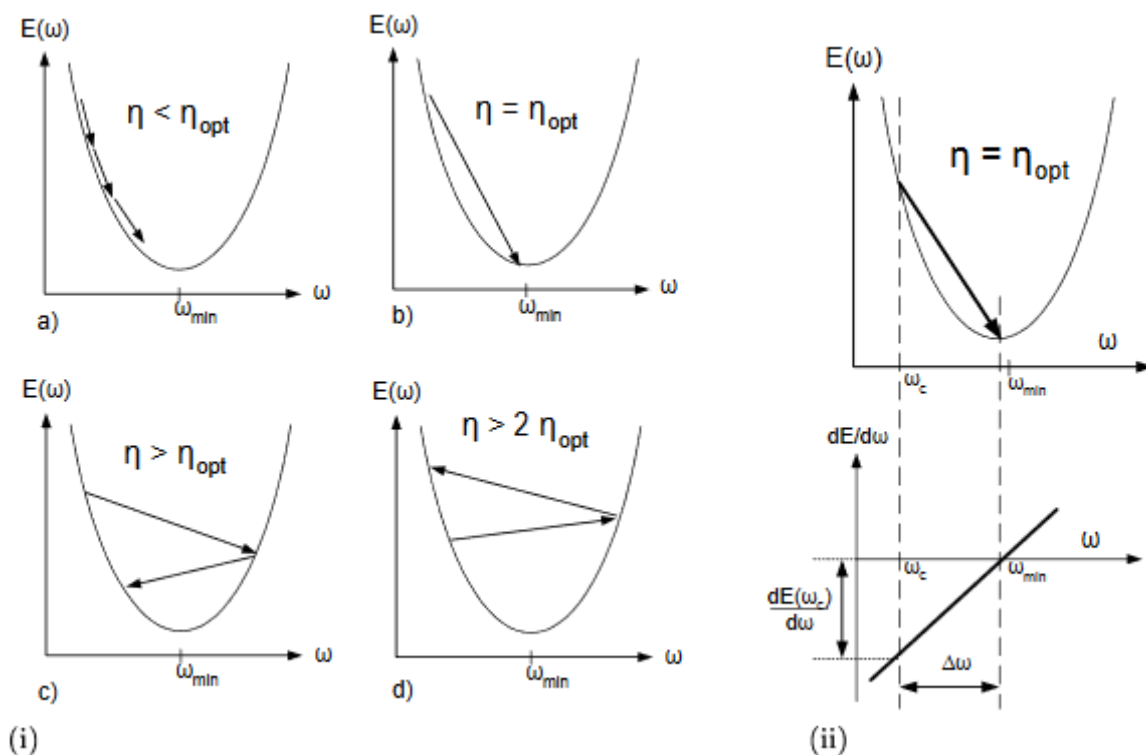 E(ω)
η < η_opt
ω
ω_min
a)
E(ω)
η = η_opt
ω
ω_min
b)
E(ω)
η > η_opt
ω
ω_min
c)
E(ω)
η > 2 η_opt
ω
ω_min
d)
(i)
E(ω)
η = η_opt
ω
ω_c
ω_min
dE/dω
ω
ω_c
ω_min
dE(ω_c)
dω
Δω
(ii)